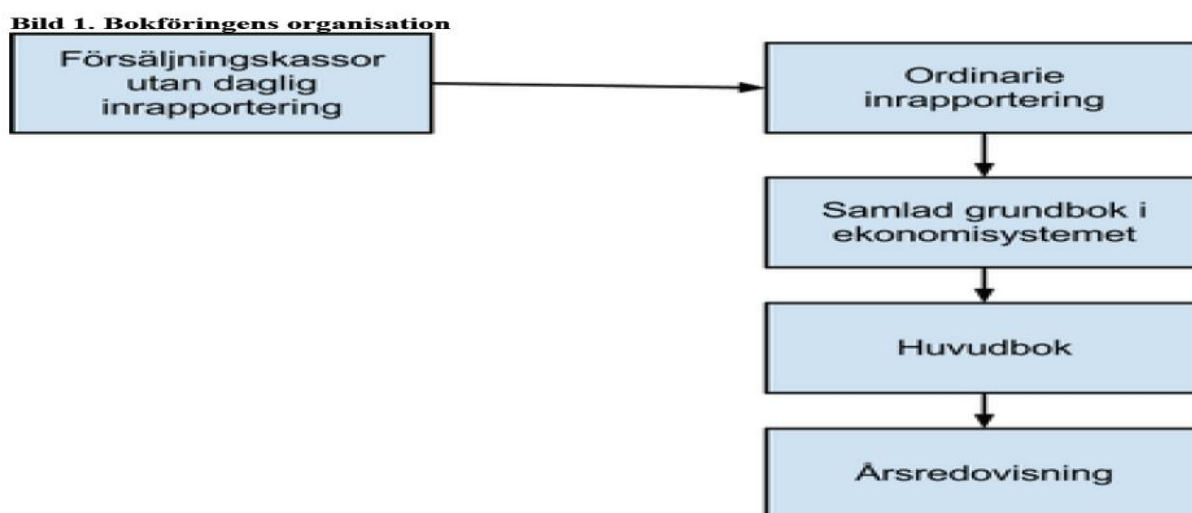 Bild 1. Bokföringens organisation
Försäljningskassor
utan daglig
inrapportering
Ordinarie
inrapportering
Samlad grundbok i
ekonomisystemet
Huvudbok
Årsredovisning